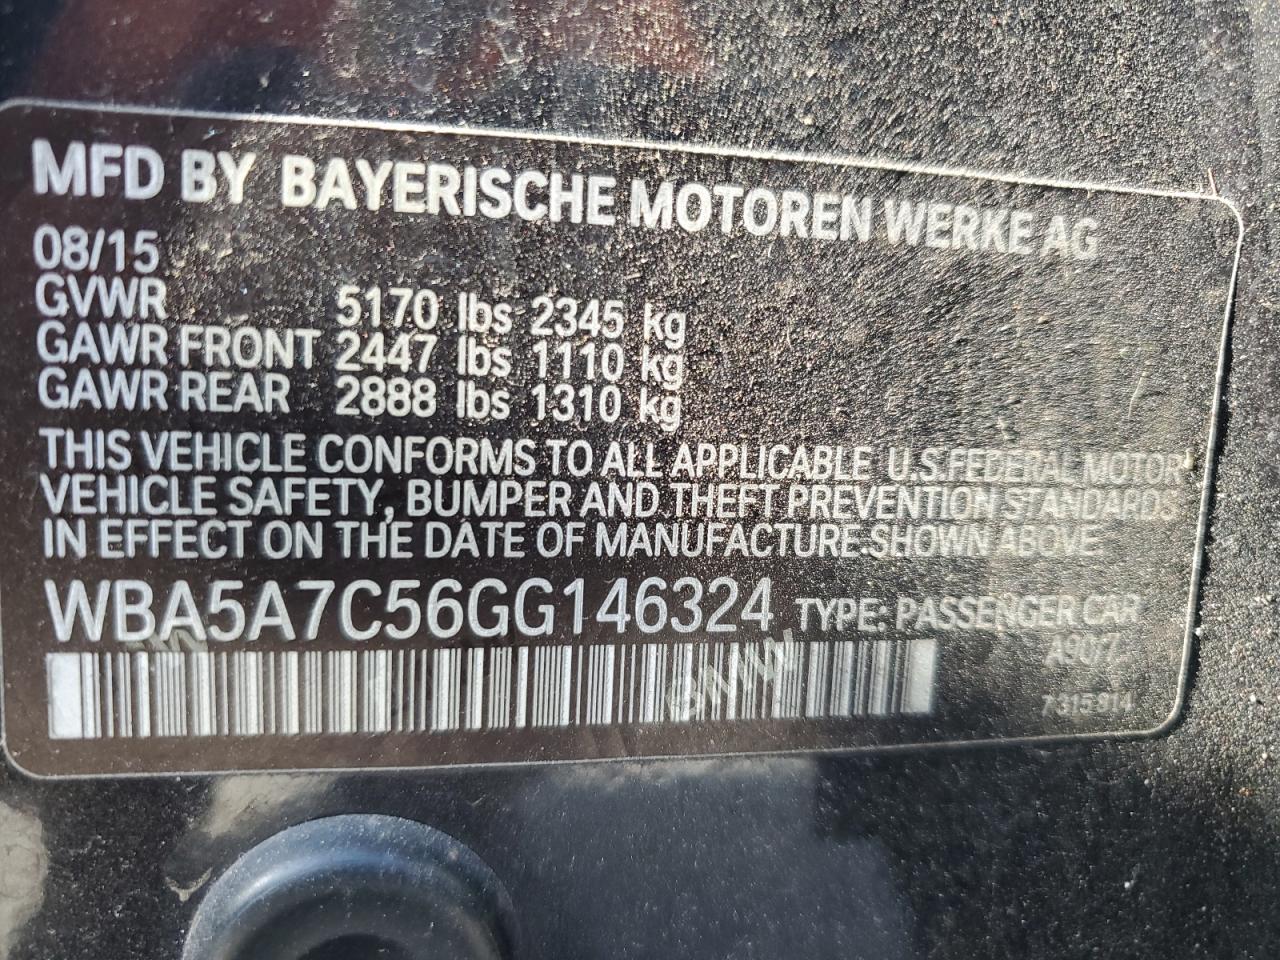 MFD BY BAYERISCHE MOTOREN WERKE AG
08/15
GVWR 5170 lbs 2345 kg
GAWR FRONT 2447 lbs 1110 kg
GAWR REAR 2888 lbs 1310 kg
THIS VEHICLE CONFORMS TO ALL APPLICABLE U.S.FEDERAL MOTOR
VEHICLE SAFETY, BUMPER AND THEFT PREVENTION STANDARDS
IN EFFECT ON THE DATE OF MANUFACTURE SHOWN ABOVE
WBA5A7C56GG146324 TYPE: PASSENGER CAR
A9017
BMW
7315914